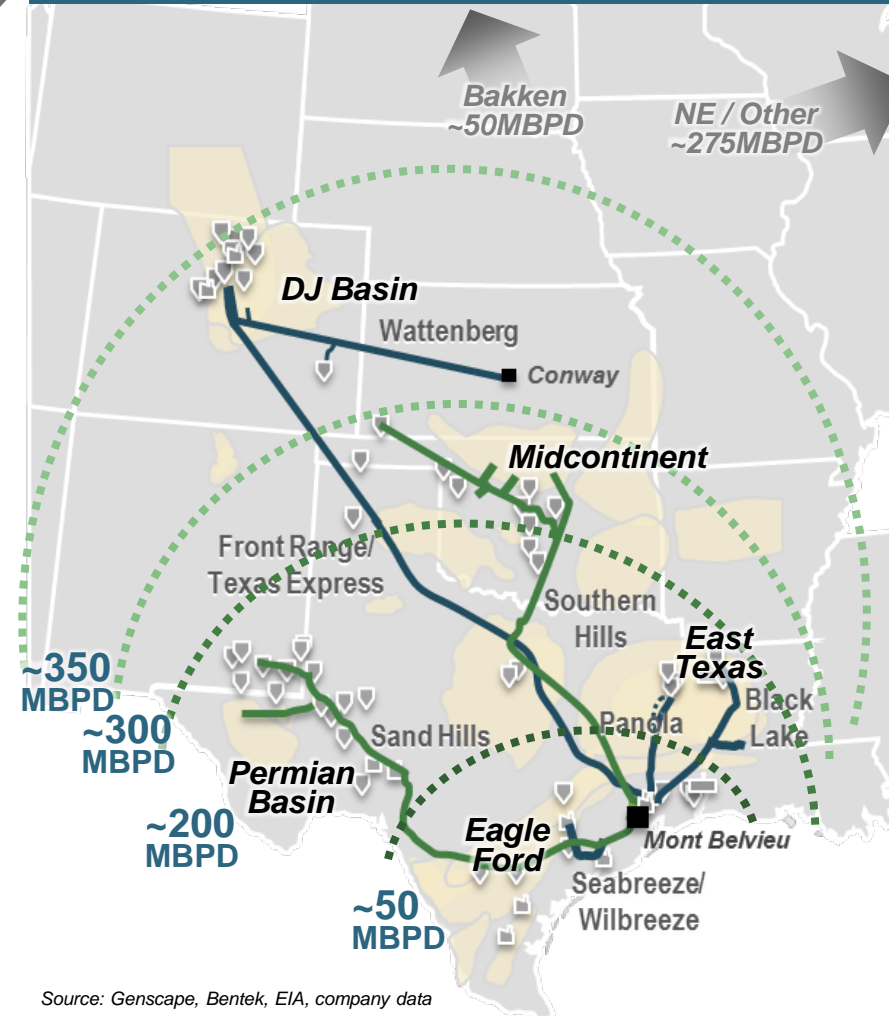 Bakken
~50MBPD
NE / Other
~275MBPD
DJ Basin
Wattenberg
Conway
Midcontinent
Front Range/
Texas Express
Southern
Hills
East
Texas
~350
MBPD
Black
Lake
Panola
~300
MBPD
Sand Hills
Permian
Basin
~200
MBPD
Eagle
Ford
Mont Belvieu
Seabreeze/
Wilbreeze
~50
MBPD
Source: Genscape, Bentek, EIA, company data